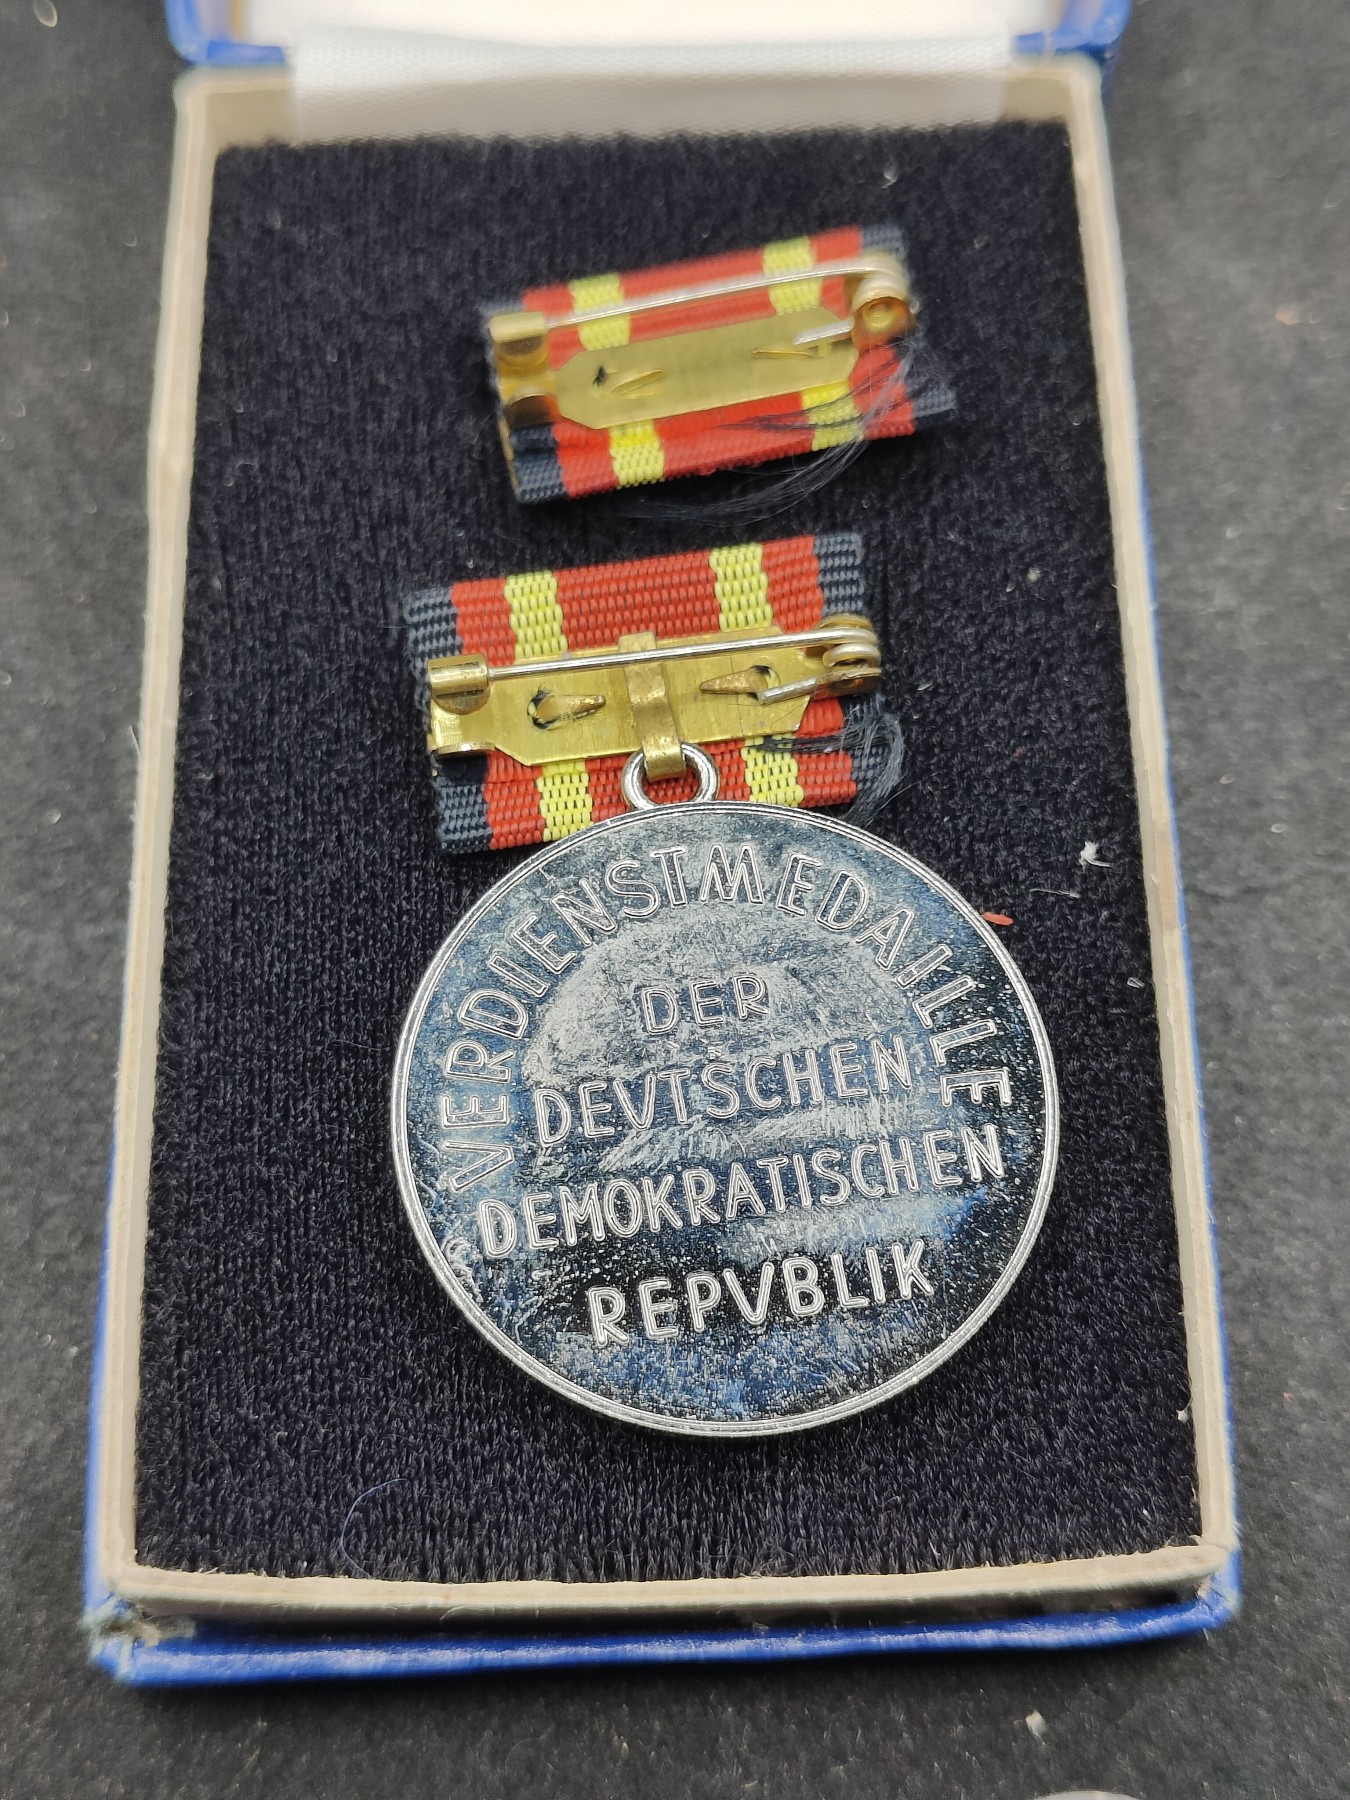 VERDIENSTMEDAILLE
DER
DEVTSCHEN
DEMOKRATISCHEN
REPVBLIK